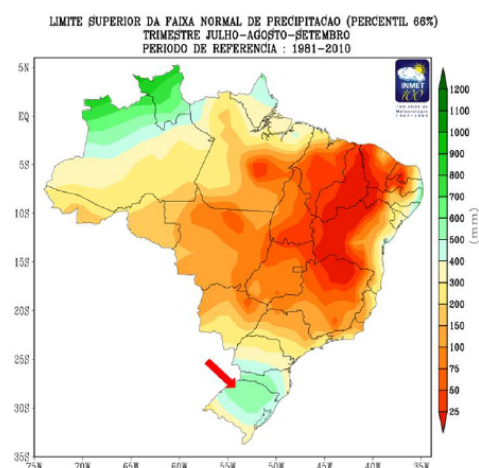 LIMITE SUPERIOR DA FAIXA NORMAL DE PRECIPITACAO (PERCENTIL 66%)
TRIMESTRE JULHO-AGOSTO-SETEMBRO
PERIODO DE REFERENCIA : 1981-2010
INMET
100
5N
EQ
5S
10S
15S
20S
25S
30S
35S
75W
70W
65W
60W
55W
50W
45W
40W
35W
1200
1100
1000
900
800
700
600
500
400
300
200
150
100
75
50
25
(mm)